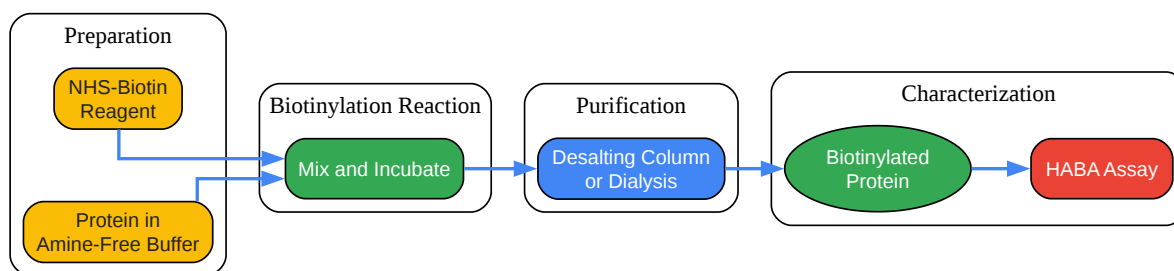 Preparation
NHS-Biotin
Reagent
Protein in
Amine-Free Buffer
Biotinylation Reaction
Mix and Incubate
Purification
Desalting Column
or Dialysis
Characterization
Biotinylated
Protein
HABA Assay